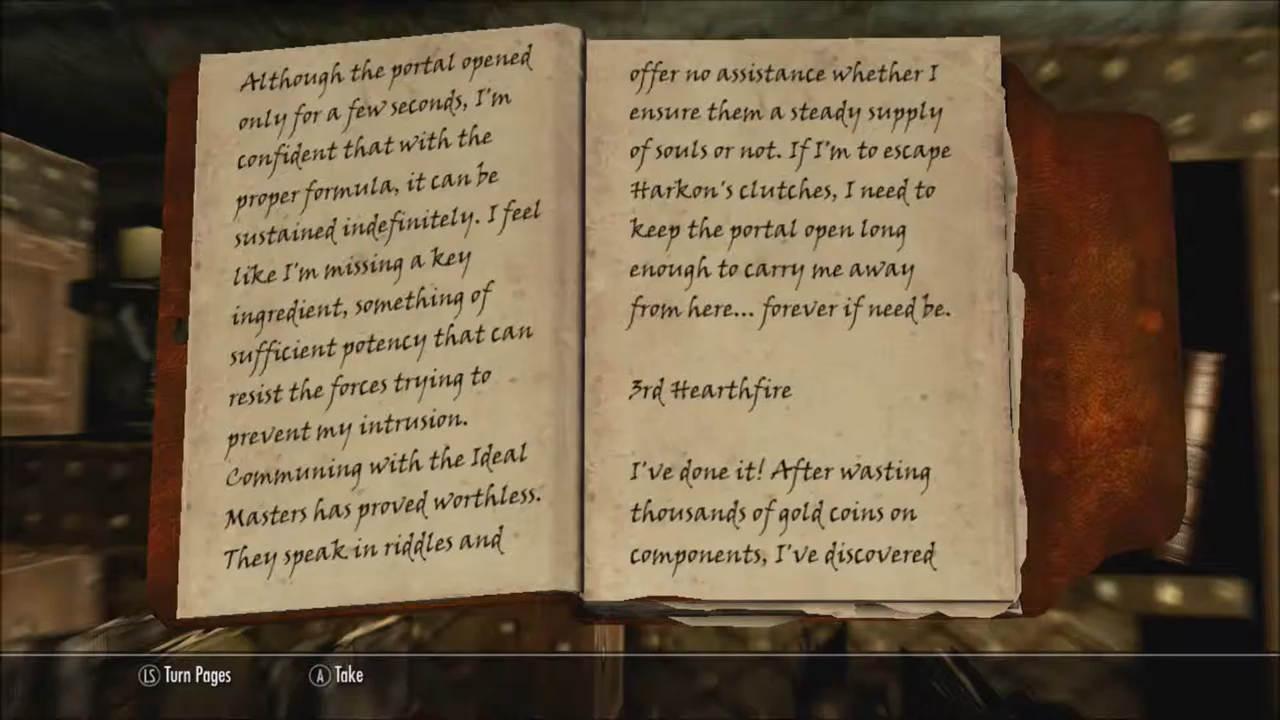 Although the portal opened
only for a few seconds, I'm
confident that with the
proper formula, it can be
sustained indefinitely. I feel
like I'm missing a key
ingredient, something of
sufficient potency that can
resist the forces trying to
prevent my intrusion.
Communing with the Ideal
Masters has proved worthless.
They speak in riddles and
offer no assistance whether I
ensure them a steady supply
of souls or not. If I'm to escape
Harkon's clutches, I need to
keep the portal open long
enough to carry me away
from here... forever if need be.
3rd Hearthfire
I've done it! After wasting
thousands of gold coins on
components, I've discovered
LS Turn Pages
A Take